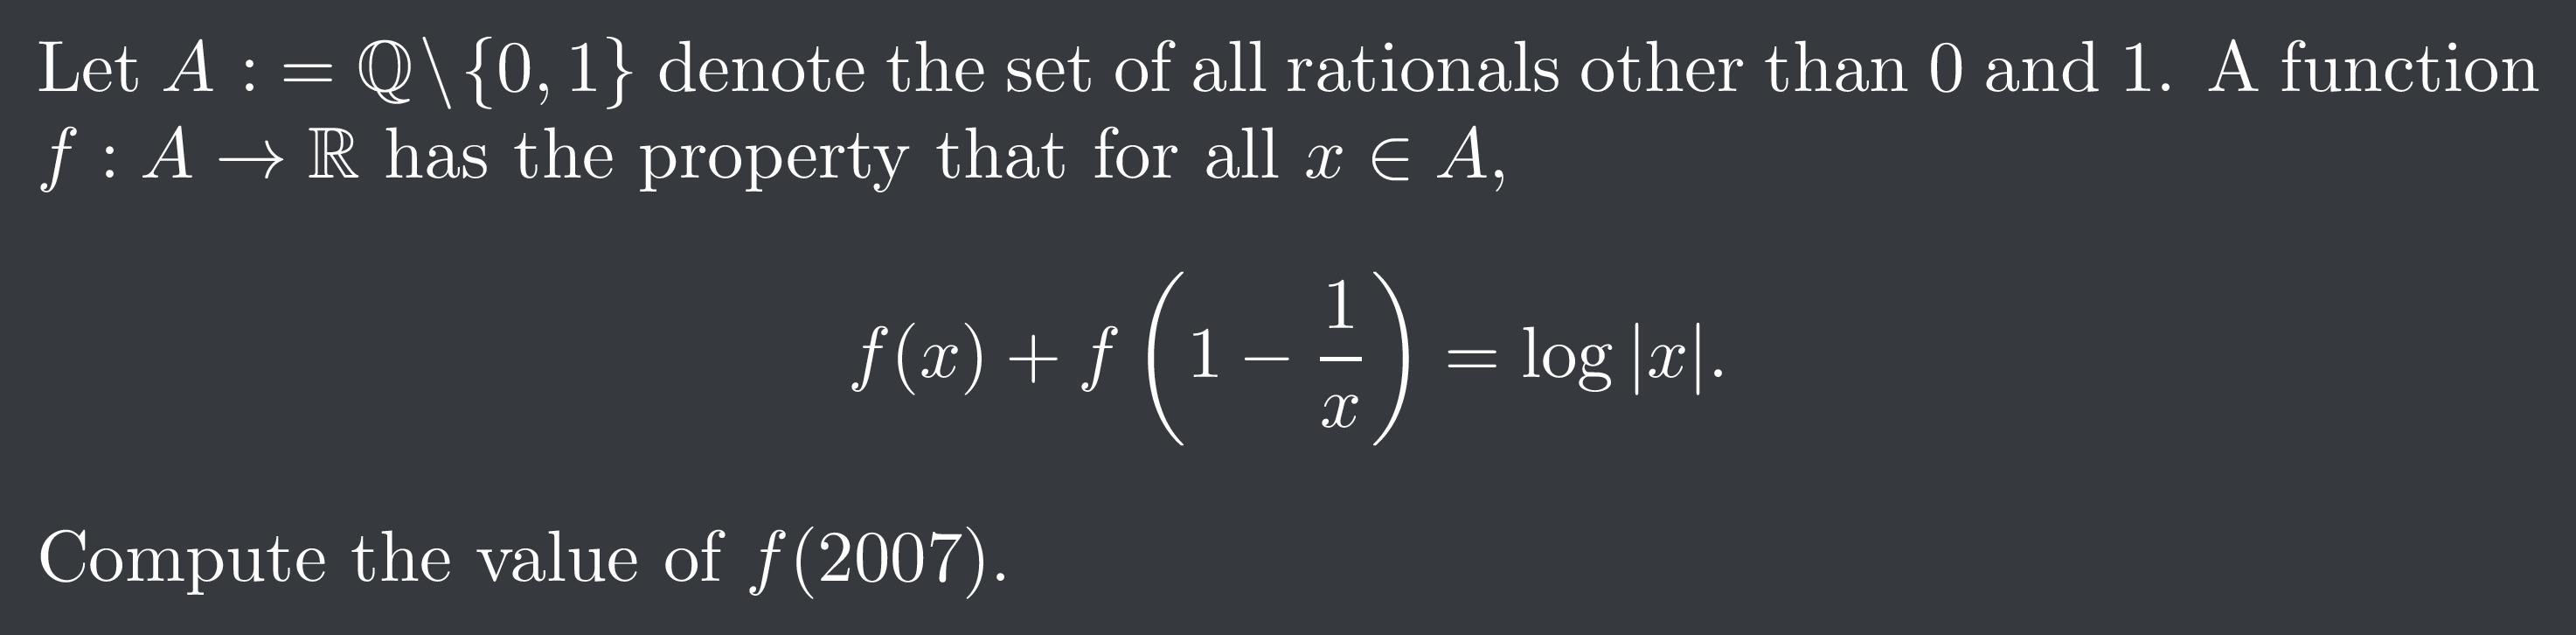 Let A := ℚ\{0, 1} denote the set of all rationals other than 0 and 1. A function
f : A → ℝ has the property that for all x ∈ A,
f(x) + f(1 − 1/x) = log |x|.
Compute the value of f(2007).